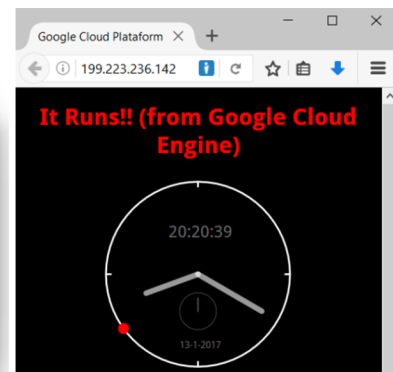 Google Cloud Plataform
199.223.236.142
It Runs!! (from Google Cloud
Engine)
20:20:39
13-1-2017